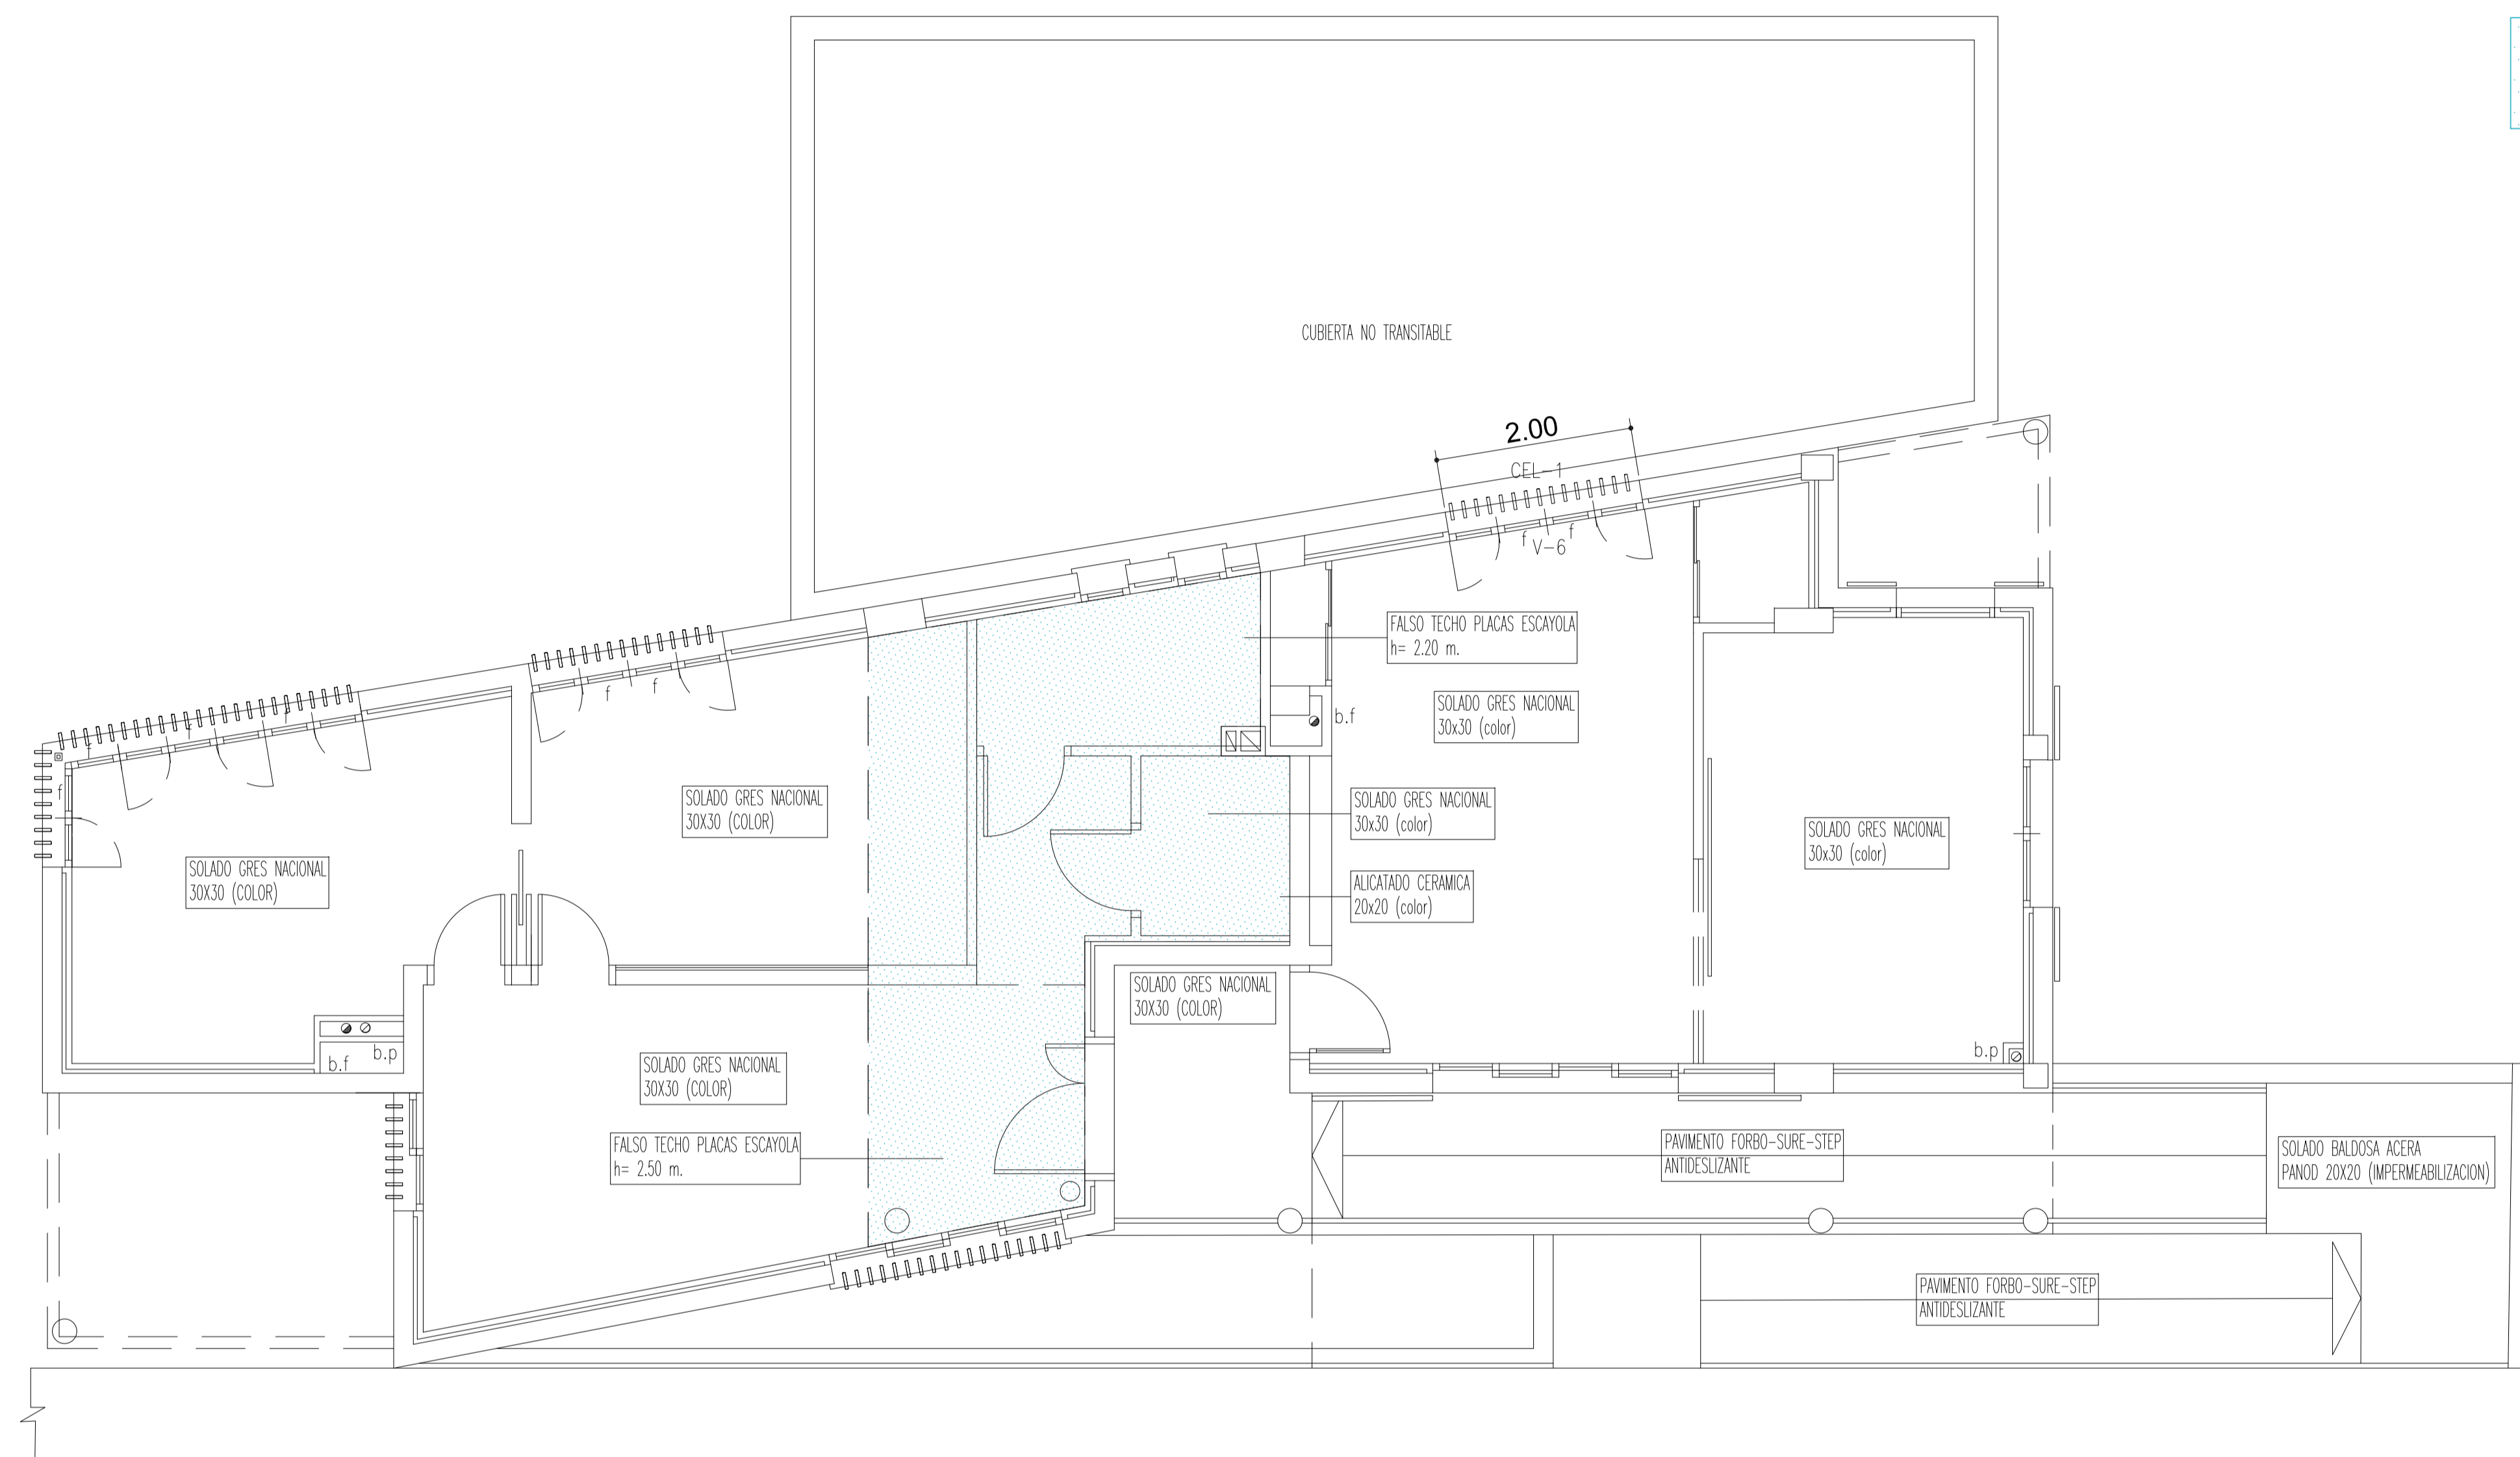 CUBIERTA NO TRANSITABLE
2.00
CEL-1
f
f
V-6
FALSO TECHO PLACAS ESCAYOLA
h= 2.20 m.
f
f
SOLADO GRES NACIONAL
30x30 (color)
b.f
f
f
f
f
SOLADO GRES NACIONAL
30X30 (COLOR)
SOLADO GRES NACIONAL
30x30 (color)
SOLADO GRES NACIONAL
30x30 (color)
SOLADO GRES NACIONAL
30X30 (COLOR)
ALICATADO CERAMICA
20x20 (color)
SOLADO GRES NACIONAL
30X30 (COLOR)
b.f
b.p
SOLADO GRES NACIONAL
30X30 (COLOR)
b.p
FALSO TECHO PLACAS ESCAYOLA
h= 2.50 m.
PAVIMENTO FORBO-SURE-STEP
ANTIDESLIZANTE
SOLADO BALDOSA ACERA
PANOD 20X20 (IMPERMEABILIZACION)
PAVIMENTO FORBO-SURE-STEP
ANTIDESLIZANTE